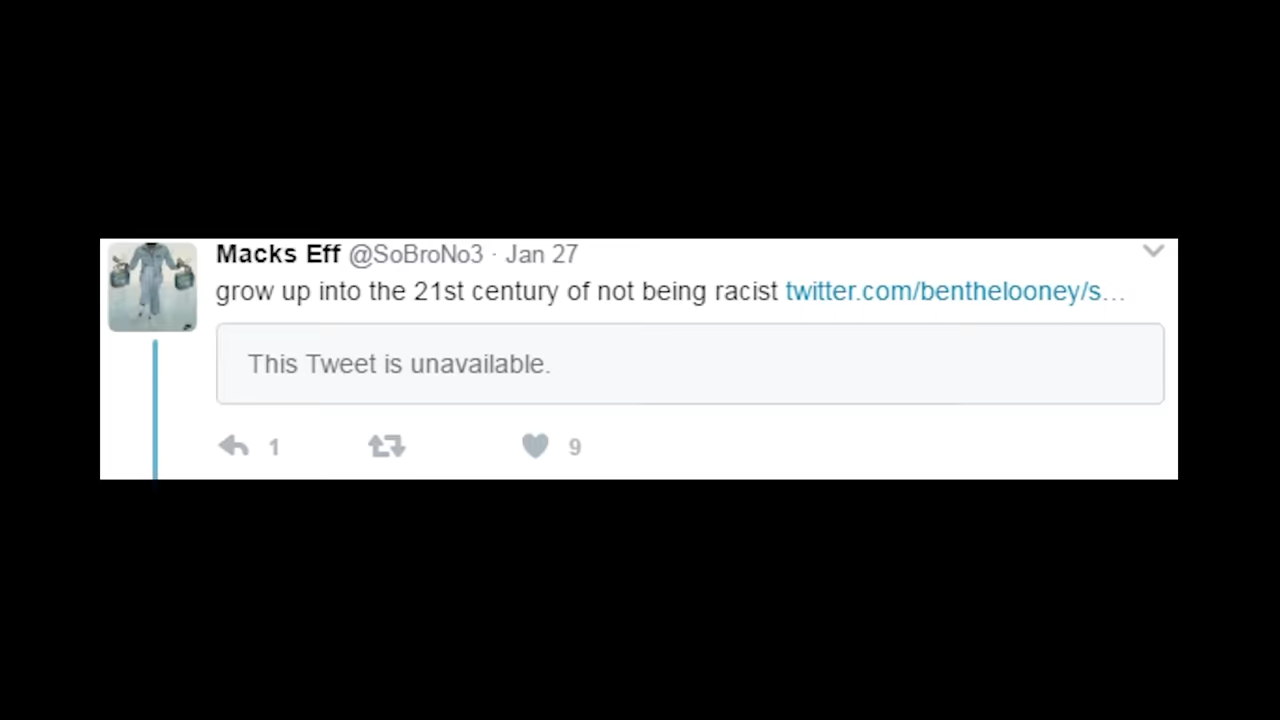 Macks Eff @SoBroNo3 · Jan 27
grow up into the 21st century of not being racist twitter.com/benthelooney/s…
This Tweet is unavailable.
1 9